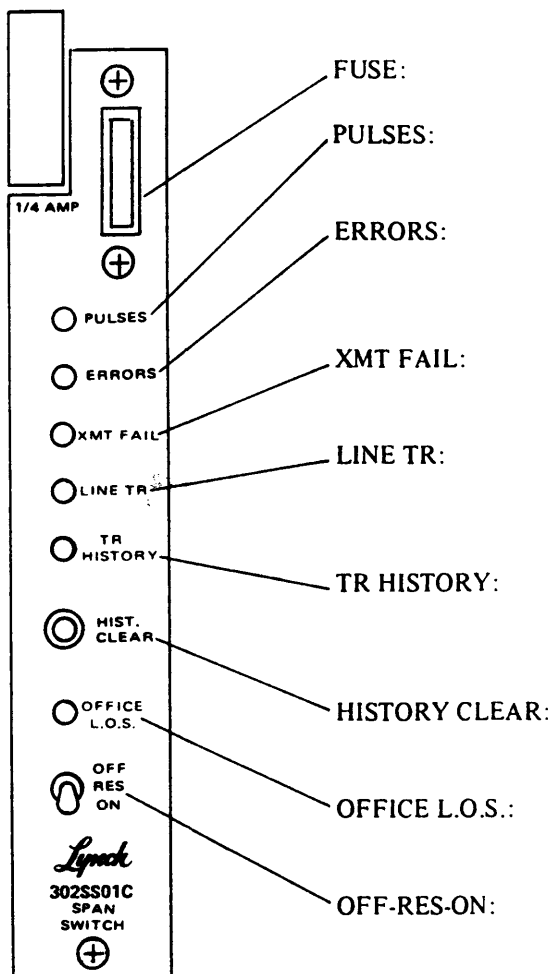 FUSE:
PULSES:
ERRORS:
XMT FAIL:
LINE TR:
TR HISTORY:
HISTORY CLEAR:
OFFICE L.O.S.:
OFF-RES-ON:
1/4 AMP
PULSES
ERRORS
XMT FAIL
LINE TR
TR
HISTORY
HIST.
CLEAR
OFFICE
L.O.S.
OFF
RES
ON
Lynch
302SS01C
SPAN
SWITCH